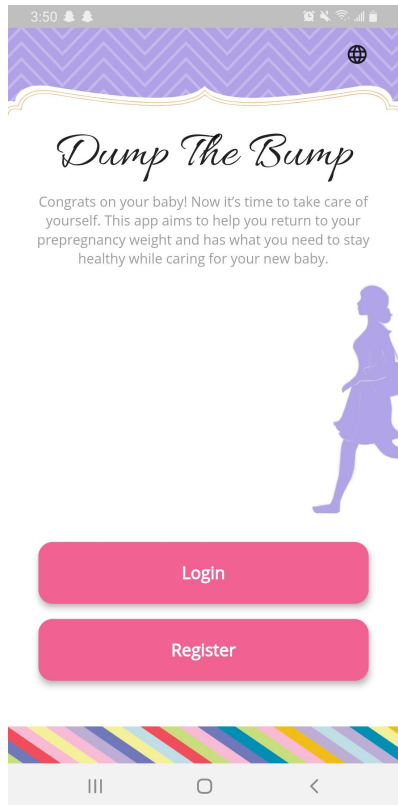 3:50
Dump The Bump
Congrats on your baby! Now it's time to take care of
yourself. This app aims to help you return to your
prepregnancy weight and has what you need to stay
healthy while caring for your new baby.
Login
Register